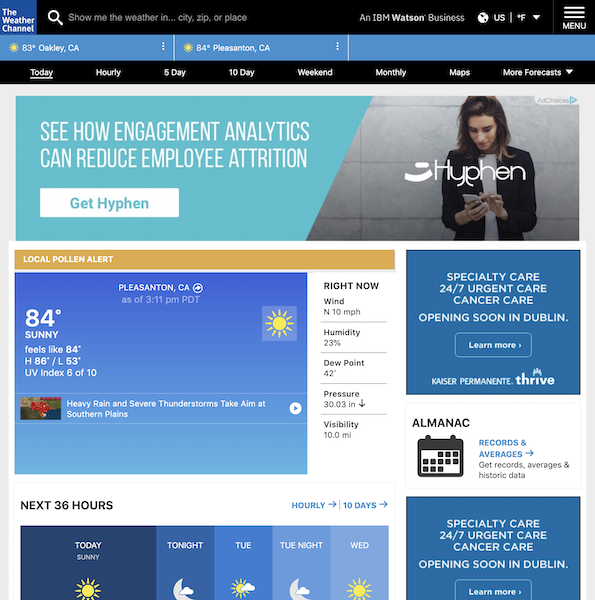 The
Weather
Channel
Show me the weather in... city, zip, or place
An IBM Watson Business
US | °F
MENU
83° Oakley, CA
84° Pleasanton, CA
Today
Hourly
5 Day
10 Day
Weekend
Monthly
Maps
More Forecasts
AdChoices
SEE HOW ENGAGEMENT ANALYTICS
CAN REDUCE EMPLOYEE ATTRITION
Get Hyphen
Hyphen
LOCAL POLLEN ALERT
PLEASANTON, CA
as of 3:11 pm PDT
84°
SUNNY
feels like 84°
H 86° / L 53°
UV Index 6 of 10
Heavy Rain and Severe Thunderstorms Take Aim at
Southern Plains
RIGHT NOW
Wind
N 10 mph
Humidity
23%
Dew Point
42°
Pressure
30.03 in ↓
Visibility
10.0 mi
SPECIALTY CARE
24/7 URGENT CARE
CANCER CARE
OPENING SOON IN DUBLIN.
Learn more ›
KAISER PERMANENTE. thrive
ALMANAC
RECORDS &
AVERAGES →
Get records, averages &
historic data
NEXT 36 HOURS
HOURLY → | 10 DAYS →
TODAY
SUNNY
TONIGHT
TUE
TUE NIGHT
WED
SPECIALTY CARE
24/7 URGENT CARE
CANCER CARE
OPENING SOON IN DUBLIN.
Learn more ›